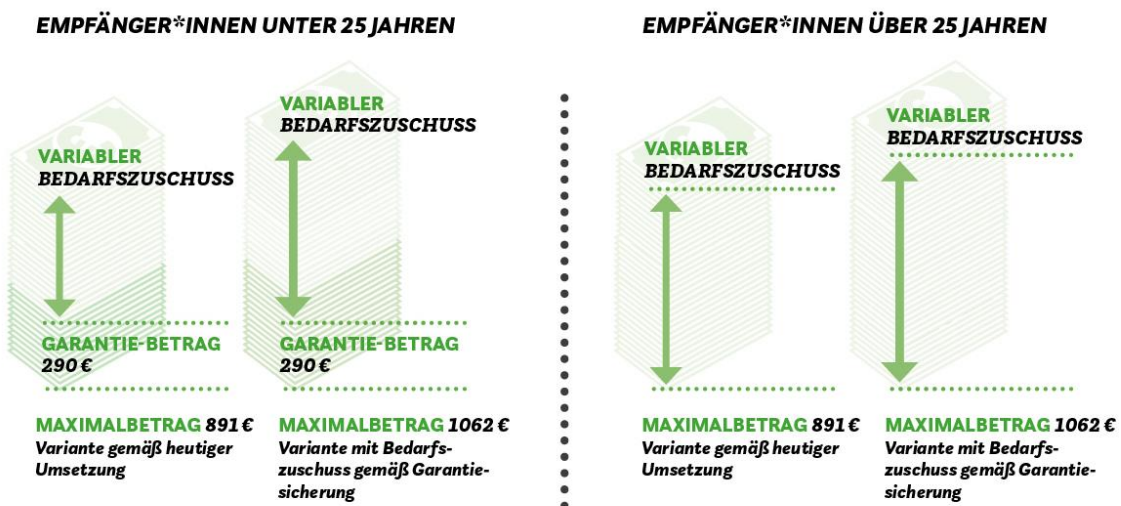 EMPFÄNGER*INNEN UNTER 25 JAHREN
VARIABLER
BEDARFSZUSCHUSS
GARANTIE-BETRAG
290 €
MAXIMALBETRAG 891 €
Variante gemäß heutiger
Umsetzung
VARIABLER
BEDARFSZUSCHUSS
GARANTIE-BETRAG
290 €
MAXIMALBETRAG 1062 €
Variante mit Bedarfs-
zuschuss gemäß Garantie-
sicherung
EMPFÄNGER*INNEN ÜBER 25 JAHREN
VARIABLER
BEDARFSZUSCHUSS
MAXIMALBETRAG 891 €
Variante gemäß heutiger
Umsetzung
VARIABLER
BEDARFSZUSCHUSS
MAXIMALBETRAG 1062 €
Variante mit Bedarfs-
zuschuss gemäß Garantie-
sicherung